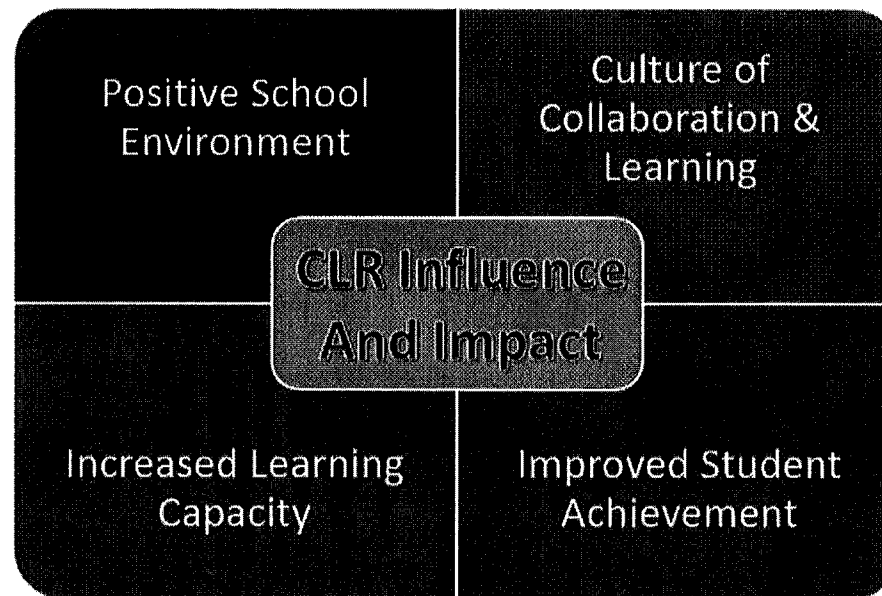 Positive School
Environment
Culture of
Collaboration &
Learning
CLR Influence
And Impact
Increased Learning
Capacity
Improved Student
Achievement